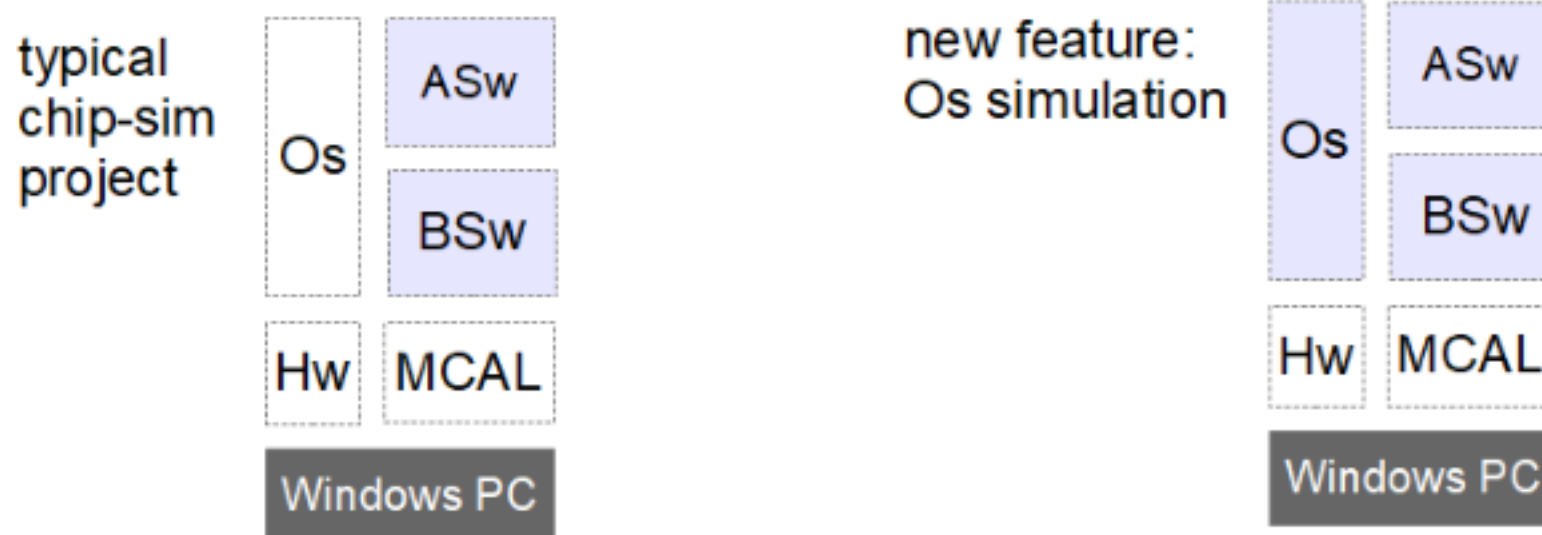 typical
chip-sim
project
Os
ASw
BSw
Hw
MCAL
Windows PC
new feature:
Os simulation
Os
ASw
BSw
Hw
MCAL
Windows PC